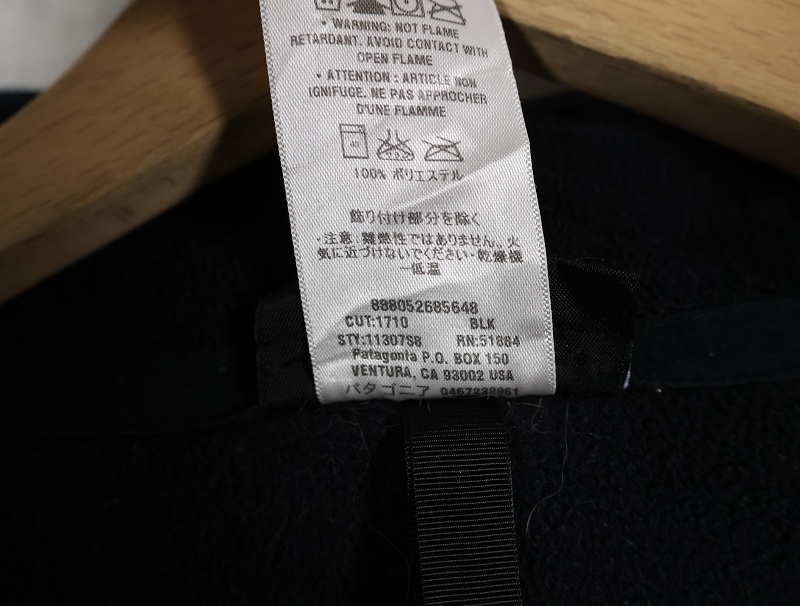 • WARNING: NOT FLAME
RETARDANT. AVOID CONTACT WITH
OPEN FLAME
• ATTENTION : ARTICLE NON
IGNIFUGE. NE PAS APPROCHER
D'UNE FLAMME
40
100% ポリエステル
飾り付け部分を除く
・注意：難燃性ではありません。火
気に近づけないでください・乾燥機
ー低温
888052685648
CUT:1710 BLK
STY:11307S8 RN:51884
Patagonia P.O. BOX 150
VENTURA, CA 93002 USA
パタゴニア 0467238961